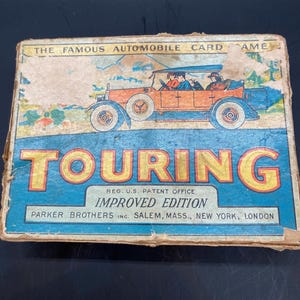 THE FAMOUS AUTOMOBILE CARD GAME
TOURING
REG. U.S. PATENT OFFICE
IMPROVED EDITION
PARKER BROTHERS INC. SALEM, MASS., NEW YORK, LONDON